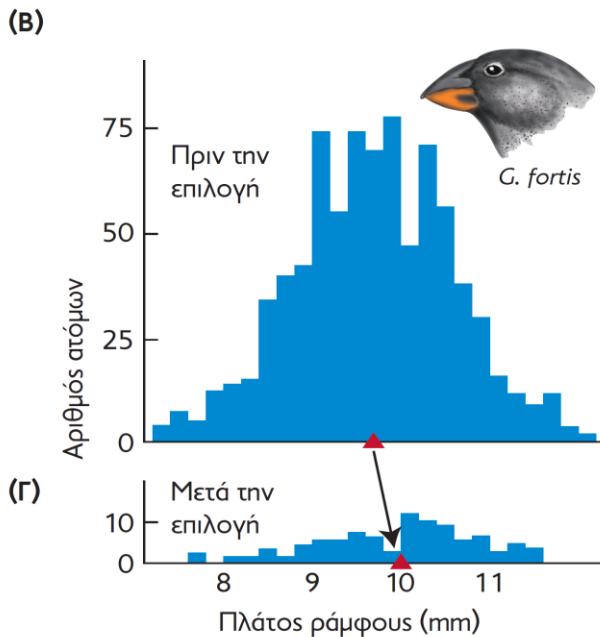 (Β)
75
50
25
0
Αριθμός ατόμων
Πριν την
επιλογή
G. fortis
(Γ)
Μετά την
επιλογή
10
0
8 9 10 11
Πλάτος ράμφους (mm)